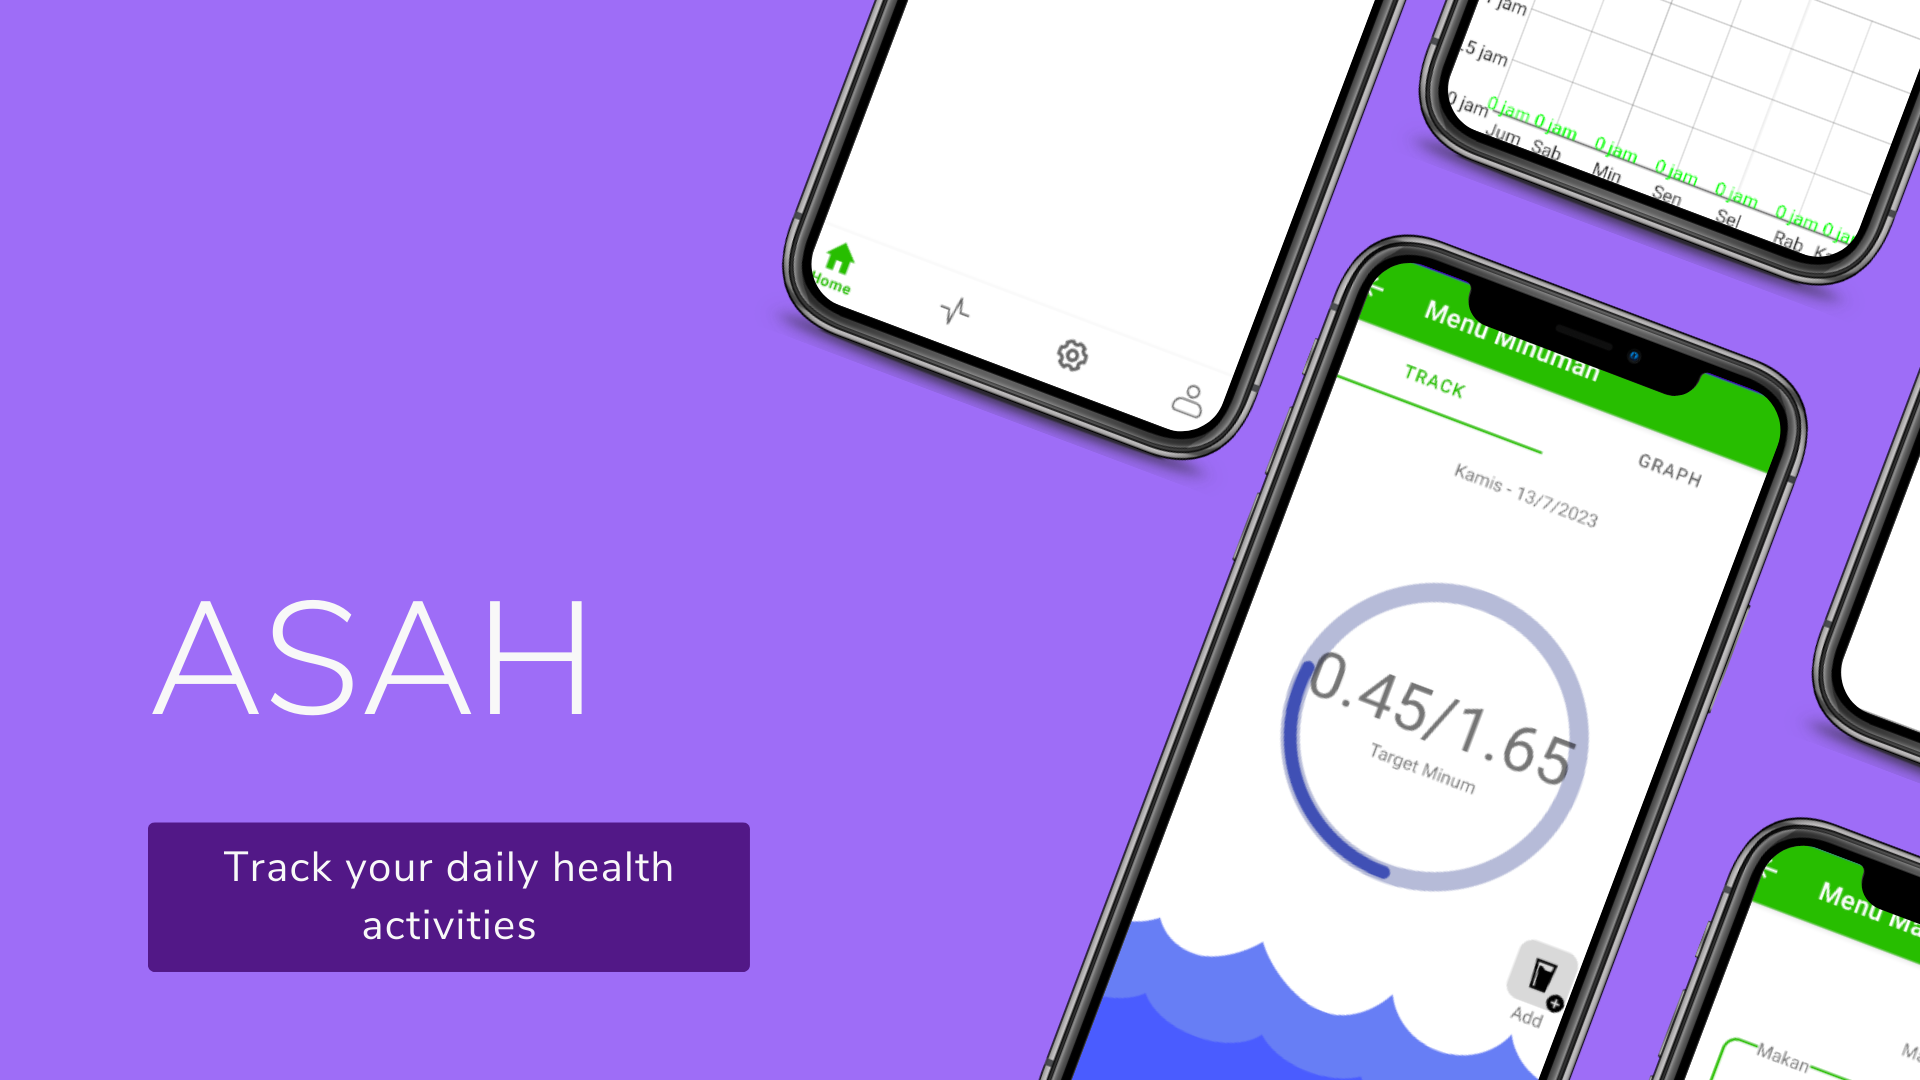 ASAH
Track your daily health
activities
Home
5 jam
0 jam
0 jam 0 jam 0 jam 0 jam 0 jam 0 jam
Jum Sab Min Sen Sel Rab
Menu Minuman
TRACK GRAPH
Kamis - 13/7/2023
0.45/1.65
Target Minum
Add
Menu
Makan